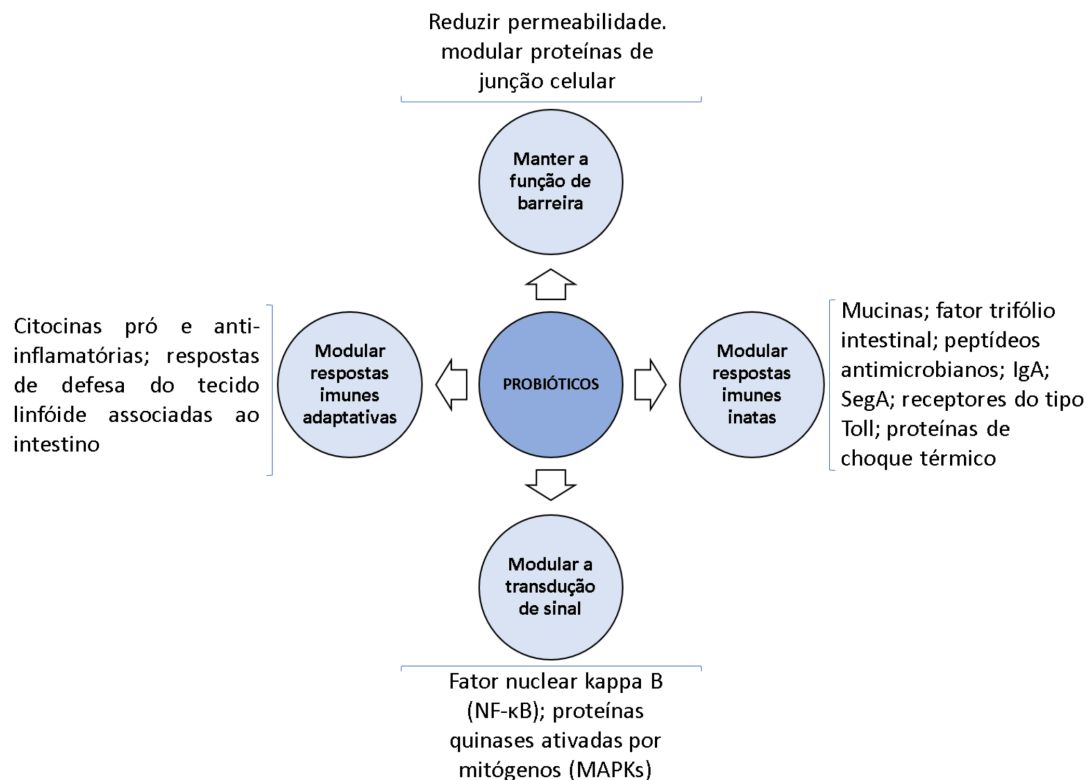 Reduzir permeabilidade.
modular proteínas de
junção celular
Manter a
função de
barreira
Citocinas pró e anti-
inflamatórias; respostas
de defesa do tecido
linfóide associadas ao
intestino
Modular
respostas
imunes
adaptativas
PROBIÓTICOS
Modular
respostas
imunes
inatas
Mucinas; fator trifólio
intestinal; peptídeos
antimicrobianos; IgA;
SegA; receptores do tipo
Toll; proteínas de
choque térmico
Modular a
transdução
de sinal
Fator nuclear kappa B
(NF-κB); proteínas
quinases ativadas por
mitógenos (MAPKs)